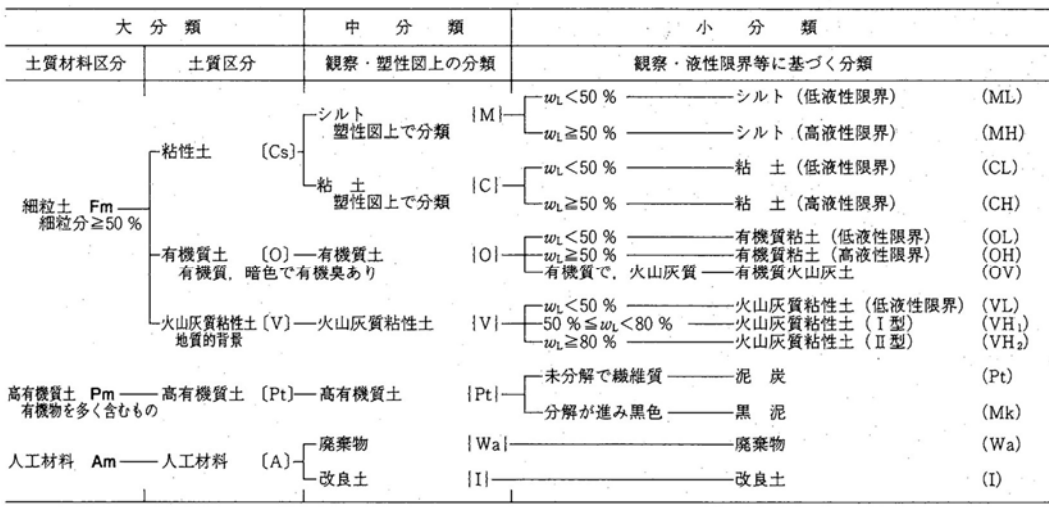 大 分 類 中 分 類 小 分 類
土質材料区分 土質区分 観察・塑性図上の分類 観察・液性限界等に基づく分類
wL<50 % シルト (低液性限界) (ML)
シルト {M}
塑性図上で分類
wL≧50 % シルト (高液性限界) (MH)
粘性土 〔Cs〕
wL<50 % 粘 土 (低液性限界) (CL)
粘 土 {C}
塑性図上で分類
wL≧50 % 粘 土 (高液性限界) (CH)
細粒土 Fm
細粒分≧50 %
wL<50 % 有機質粘土 (低液性限界) (OL)
有機質土 〔O〕 有機質土 {O} wL≧50 % 有機質粘土 (高液性限界) (OH)
有機質, 暗色で有機臭あり 有機質で, 火山灰質 有機質火山灰土 (OV)
wL<50 % 火山灰質粘性土 (低液性限界) (VL)
火山灰質粘性土 〔V〕 火山灰質粘性土 {V} 50 %≦wL<80 % 火山灰質粘性土 (Ⅰ型) (VH1)
地質的背景 wL≧80 % 火山灰質粘性土 (Ⅱ型) (VH2)
未分解で繊維質 泥 炭 (Pt)
高有機質土 Pm 高有機質土 〔Pt〕 高有機質土 {Pt}
有機物を多く含むもの 分解が進み黒色 黒 泥 (Mk)
廃棄物 {Wa} 廃棄物 (Wa)
人工材料 Am 人工材料 〔A〕
改良土 {I} 改良土 (I)